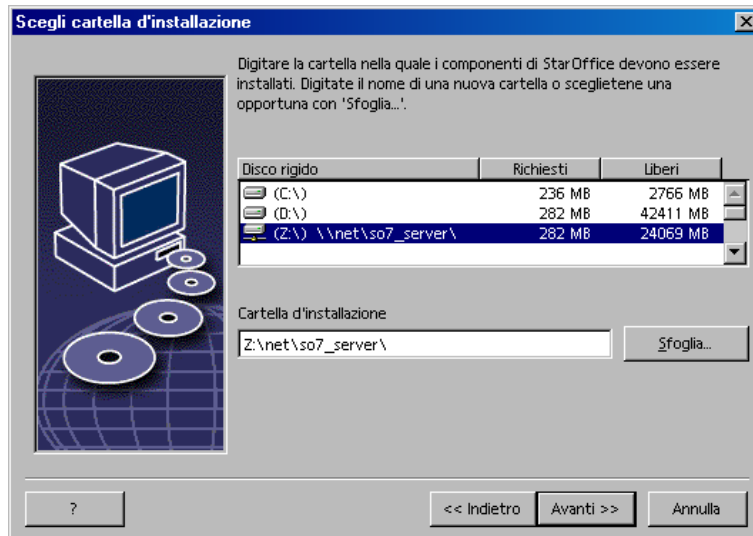 Scegli cartella d'installazione
Digitare la cartella nella quale i componenti di StarOffice devono essere
installati. Digitate il nome di una nuova cartella o sceglietene una
opportuna con 'Sfoglia...'.
Disco rigido Richiesti Liberi
(C:\) 236 MB 2766 MB
(D:\) 282 MB 42411 MB
(Z:\) \\net\so7_server\ 282 MB 24069 MB
Cartella d'installazione
Z:\net\so7_server\ Sfoglia...
? << Indietro Avanti >> Annulla